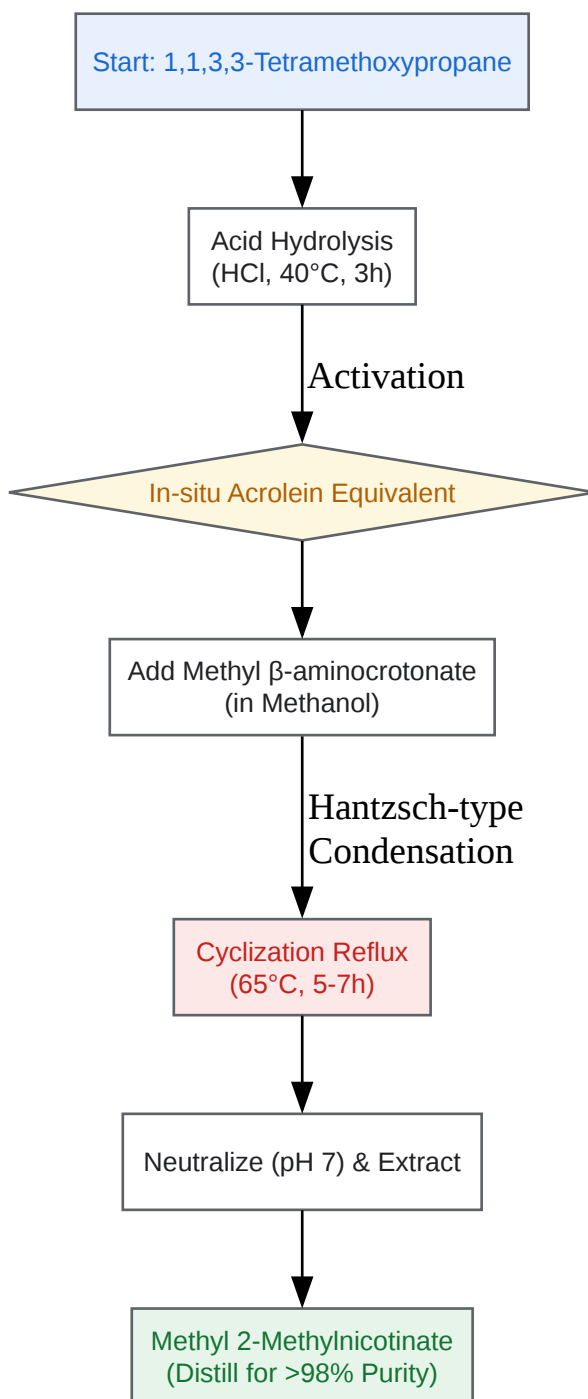 Start: 1,1,3,3-Tetramethoxypropane
Acid Hydrolysis
(HCl, 40°C, 3h)
Activation
In-situ Acrolein Equivalent
Add Methyl β-aminocrotonate
(in Methanol)
Hantzsch-type
Condensation
Cyclization Reflux
(65°C, 5-7h)
Neutralize (pH 7) & Extract
Methyl 2-Methylnicotinate
(Distill for >98% Purity)